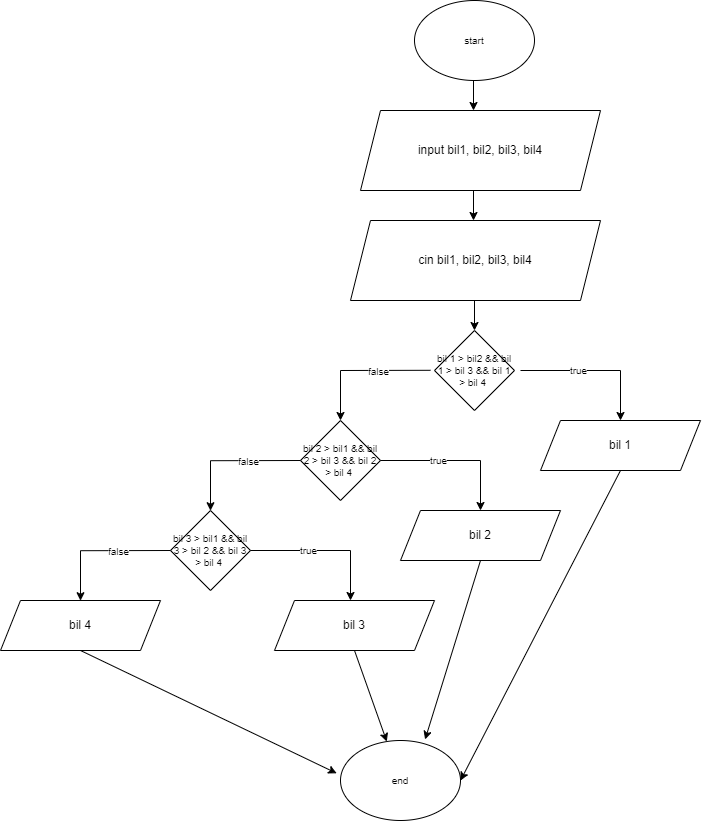 start
input bil1, bil2, bil3, bil4
cin bil1, bil2, bil3, bil4
bil 1 > bil2 && bil
1 > bil 3 && bil 1
> bil 4
false
true
bil 1
bil 2 > bil1 && bil
2 > bil 3 && bil 2
> bil 4
false
true
bil 2
bil 3 > bil1 && bil
3 > bil 2 && bil 3
> bil 4
false
true
bil 4
bil 3
end